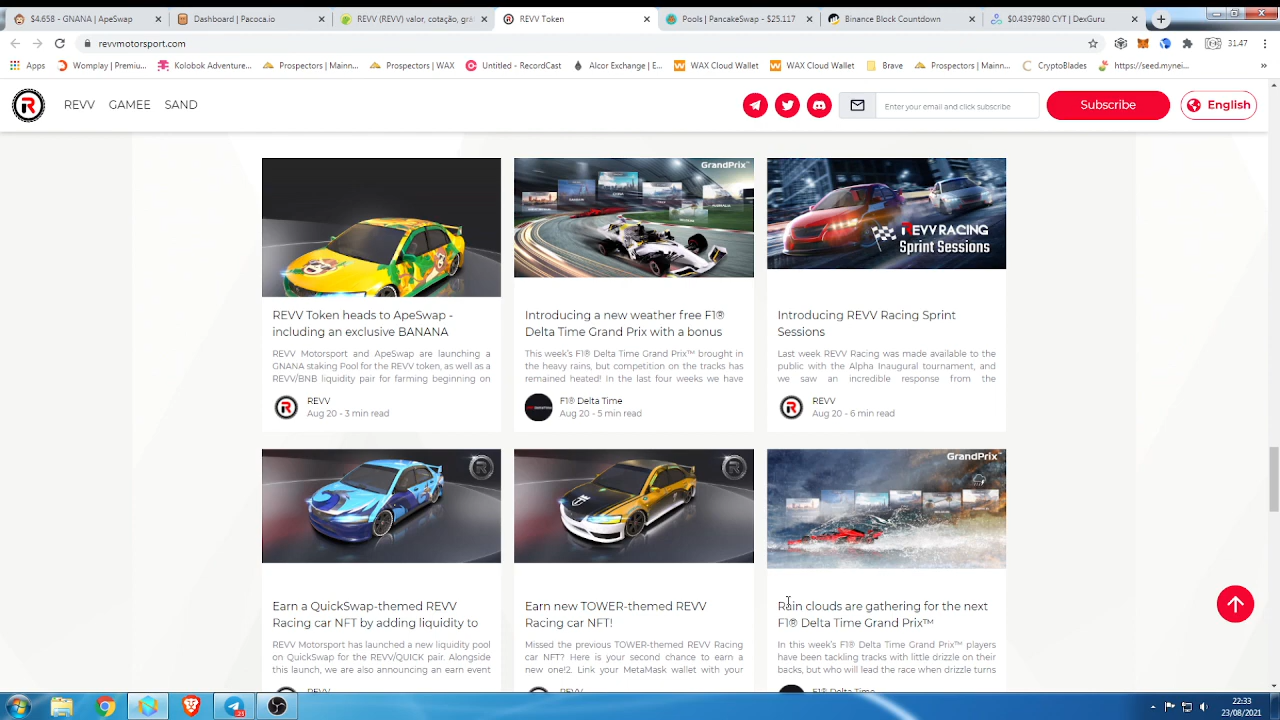 $4.658 - GNANA | ApeSwap
Dashboard | Pacoca.io
REVV (REVV) valor, cotação, grá
REVV Token
Pools | PancakeSwap - $25.117
Binance Block Countdown
$0.4397980 CYT | DexGuru
revvmotorsport.com
31.47
Apps
Womplay | Premiu...
Kolobok Adventure...
Prospectors | Mainn...
Prospectors | WAX
Untitled - RecordCast
Alcor Exchange | E...
WAX Cloud Wallet
WAX Cloud Wallet
Brave
Prospectors | Mainn...
CryptoBlades
https://seed.mynei...
»
REVV
GAMEE
SAND
Enter your email and click subscribe
Subscribe
English
GrandPrix™
REVV RACING
Sprint Sessions
REVV Token heads to ApeSwap -
including an exclusive BANANA
REVV Motorsport and ApeSwap are launching a
GNANA staking Pool for the REVV token, as well as a
REVV/BNB liquidity pair for farming beginning on
REVV
Aug 20 - 3 min read
Introducing a new weather free F1®
Delta Time Grand Prix with a bonus
This week's F1® Delta Time Grand Prix™ brought in
the heavy rains, but competition on the tracks has
remained heated! In the last four weeks we have
F1® Delta Time
Aug 20 - 5 min read
Introducing REVV Racing Sprint
Sessions
Last week REVV Racing was made available to the
public with the Alpha Inaugural tournament, and
we saw an incredible response from the
REVV
Aug 20 - 6 min read
GrandPrix™
Earn a QuickSwap-themed REVV
Racing car NFT by adding liquidity to
REVV Motorsport has launched a new liquidity pool
on QuickSwap for the REVV/QUICK pair. Alongside
this launch, we are also announcing an earn event
REVV
Earn new TOWER-themed REVV
Racing car NFT!
Missed the previous TOWER-themed REVV Racing
car NFT? Here is your second chance to earn a
new one!2. Link your MetaMask wallet with your
REVV
Rain clouds are gathering for the next
F1® Delta Time Grand Prix™
In this week's F1® Delta Time Grand Prix™ players
have been tackling tracks with little drizzle on their
backs, but who will lead the race when drizzle turns
F1® Delta Time
22:33
23/08/2021